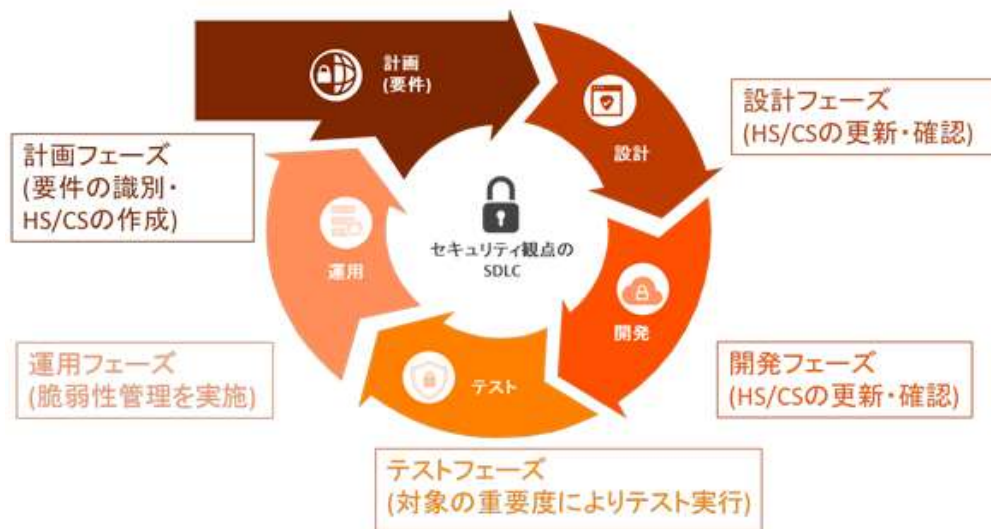 計画
(要件)
設計
設計フェーズ
(HS/CSの更新・確認)
計画フェーズ
(要件の識別・
HS/CSの作成)
セキュリティ観点の
SDLC
運用
開発
テスト
運用フェーズ
(脆弱性管理を実施)
開発フェーズ
(HS/CSの更新・確認)
テストフェーズ
(対象の重要度によりテスト実行)